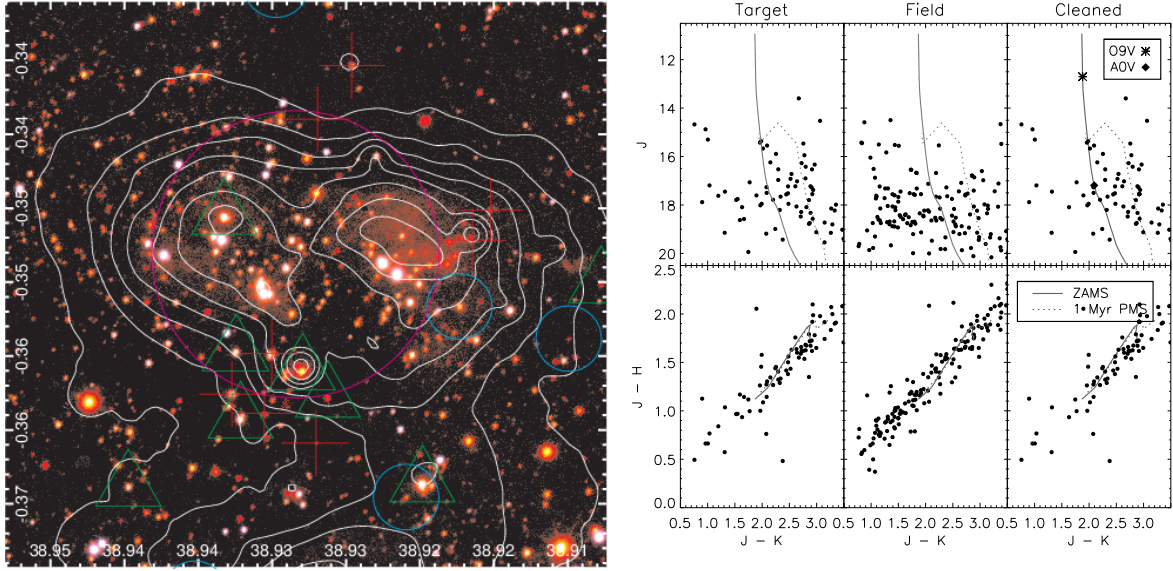 -0.34
-0.34
-0.35
-0.35
-0.36
-0.36
-0.37
38.95 38.94 38.94 38.93 38.93 38.92 38.92 38.91
Target Field Cleaned
O9V
A0V
12
14
16
18
20
J
2.5
2.0
1.5
1.0
0.5
0.0
J - H
ZAMS
1 Myr PMS
0.5 1.0 1.5 2.0 2.5 3.0 0.5 1.0 1.5 2.0 2.5 3.0 0.5 1.0 1.5 2.0 2.5 3.0
J - K J - K J - K